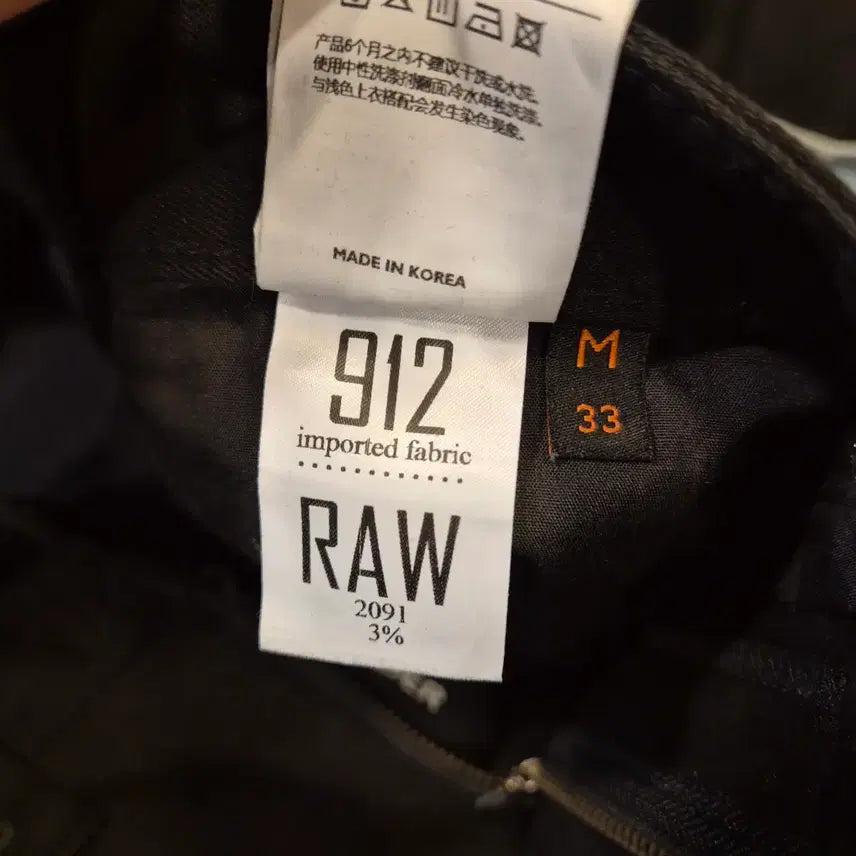 产品6个月之内不建议干洗或水洗。
使用中性洗涤剂翻面冷水单独洗涤。
与浅色上衣搭配会发生染色现象。
MADE IN KOREA
912
imported fabric
RAW
2091
3%
M
33